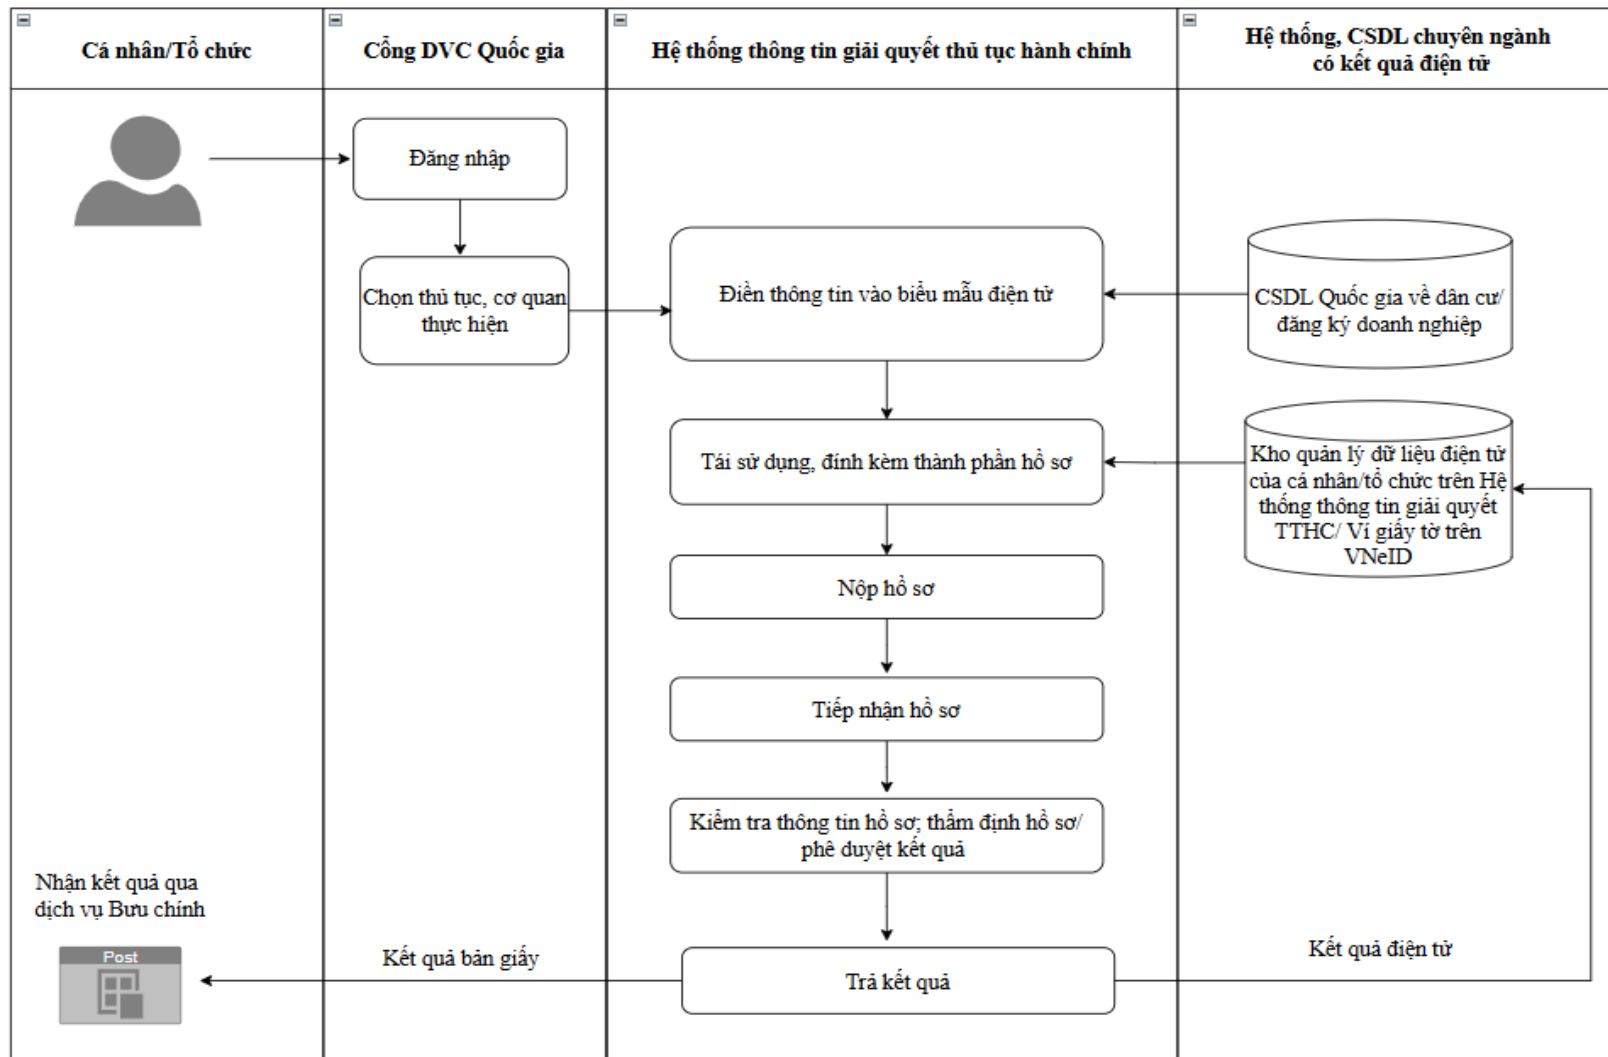 Cá nhân/Tổ chức
Cổng DVC Quốc gia
Hệ thống thông tin giải quyết thủ tục hành chính
Hệ thống, CSDL chuyên ngành
có kết quả điện tử
Đăng nhập
Chọn thủ tục, cơ quan
thực hiện
Điền thông tin vào biểu mẫu điện tử
CSDL Quốc gia về dân cư/
đăng ký doanh nghiệp
Tái sử dụng, đính kèm thành phần hồ sơ
Kho quản lý dữ liệu điện tử
của cá nhân/tổ chức trên Hệ
thống thông tin giải quyết
TTHC/ Ví giấy tờ trên
VNeID
Nộp hồ sơ
Tiếp nhận hồ sơ
Kiểm tra thông tin hồ sơ; thẩm định hồ sơ/
phê duyệt kết quả
Nhận kết quả qua
dịch vụ Bưu chính
Post
Kết quả bản giấy
Trả kết quả
Kết quả điện tử